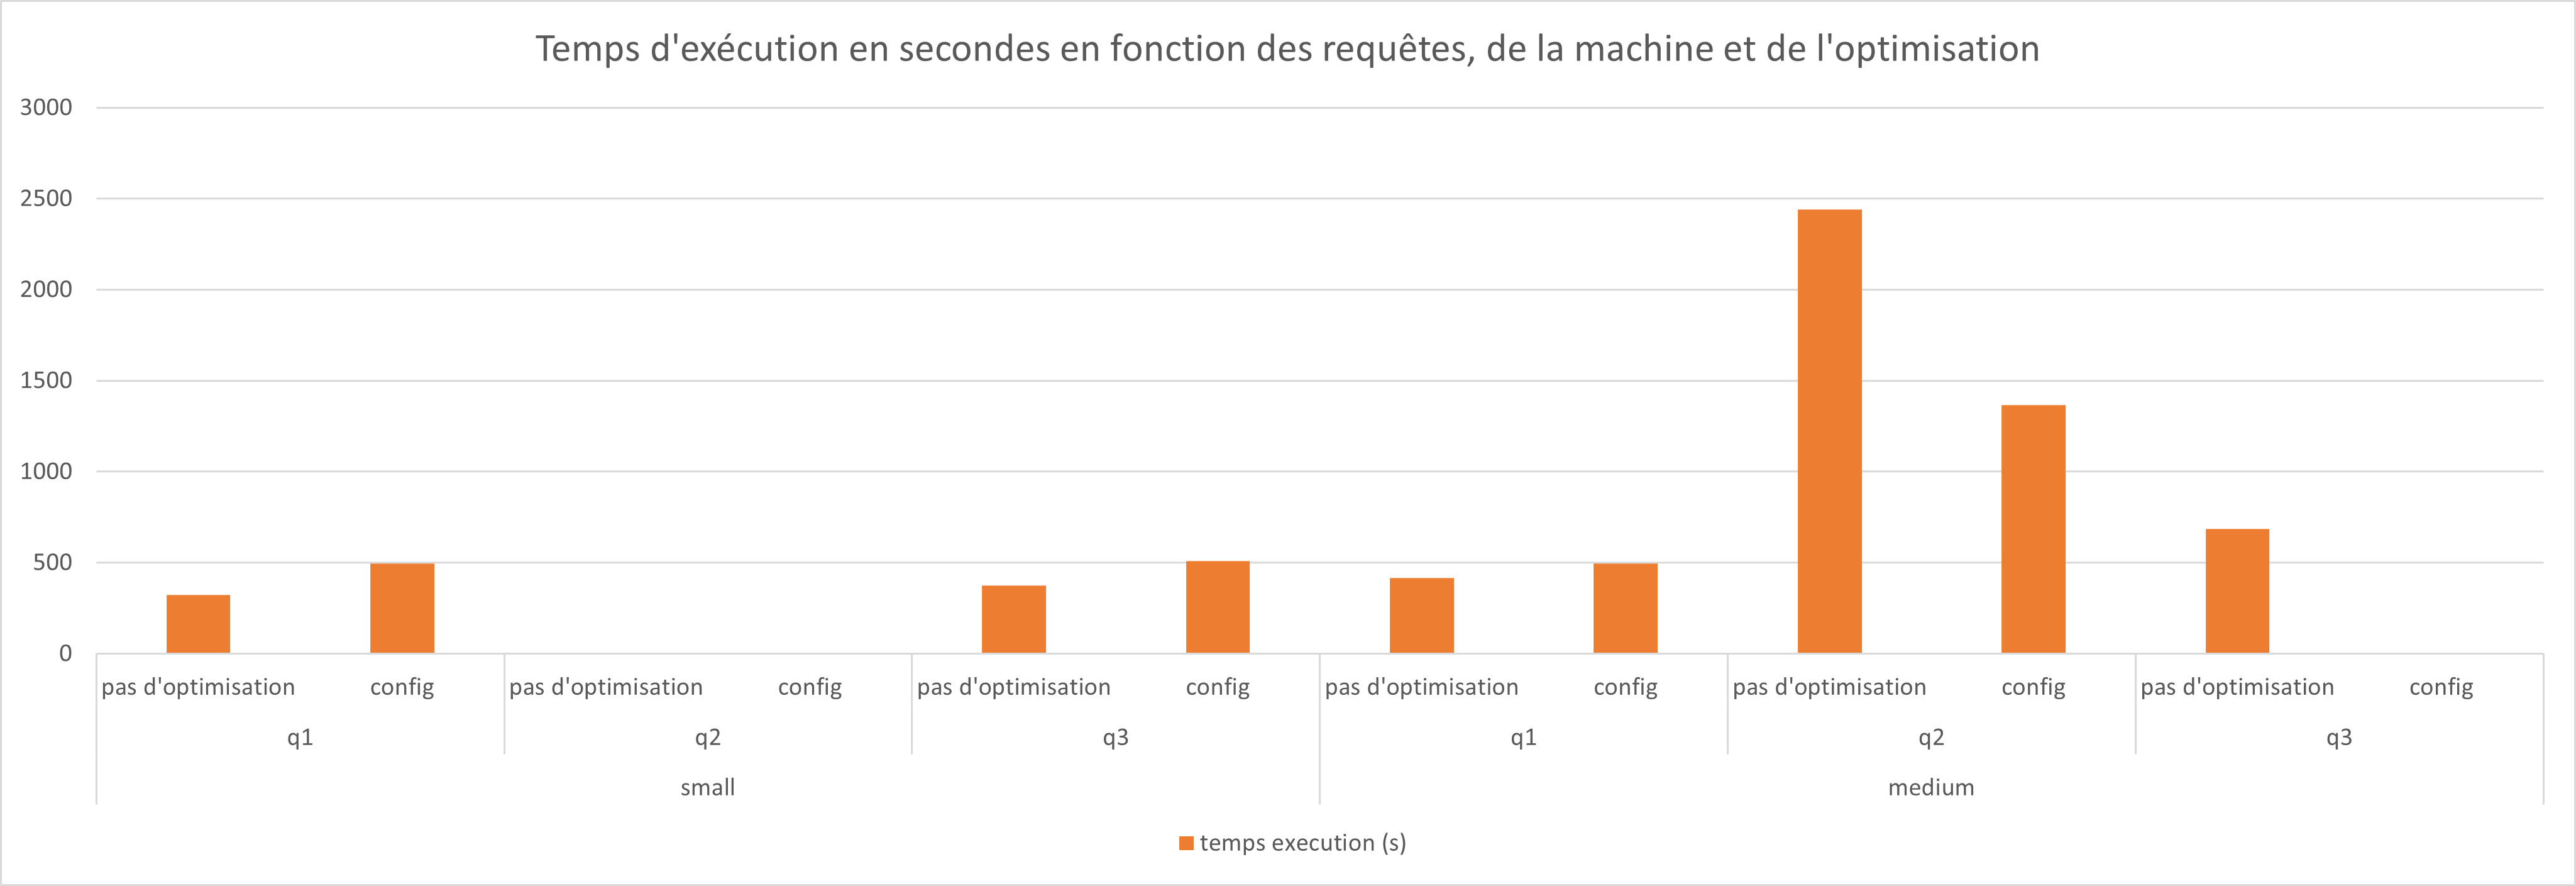 Temps d'exécution en secondes en fonction des requêtes, de la machine et de l'optimisation
3000
2500
2000
1500
1000
500
0
pas d'optimisation config pas d'optimisation config pas d'optimisation config pas d'optimisation config pas d'optimisation config pas d'optimisation config
q1 q2 q3 q1 q2 q3
small medium
temps execution (s)